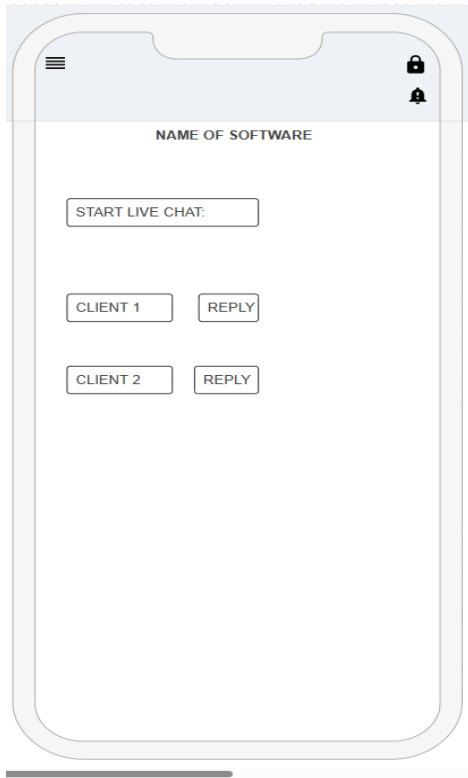 NAME OF SOFTWARE
START LIVE CHAT:
CLIENT 1 REPLY
CLIENT 2 REPLY